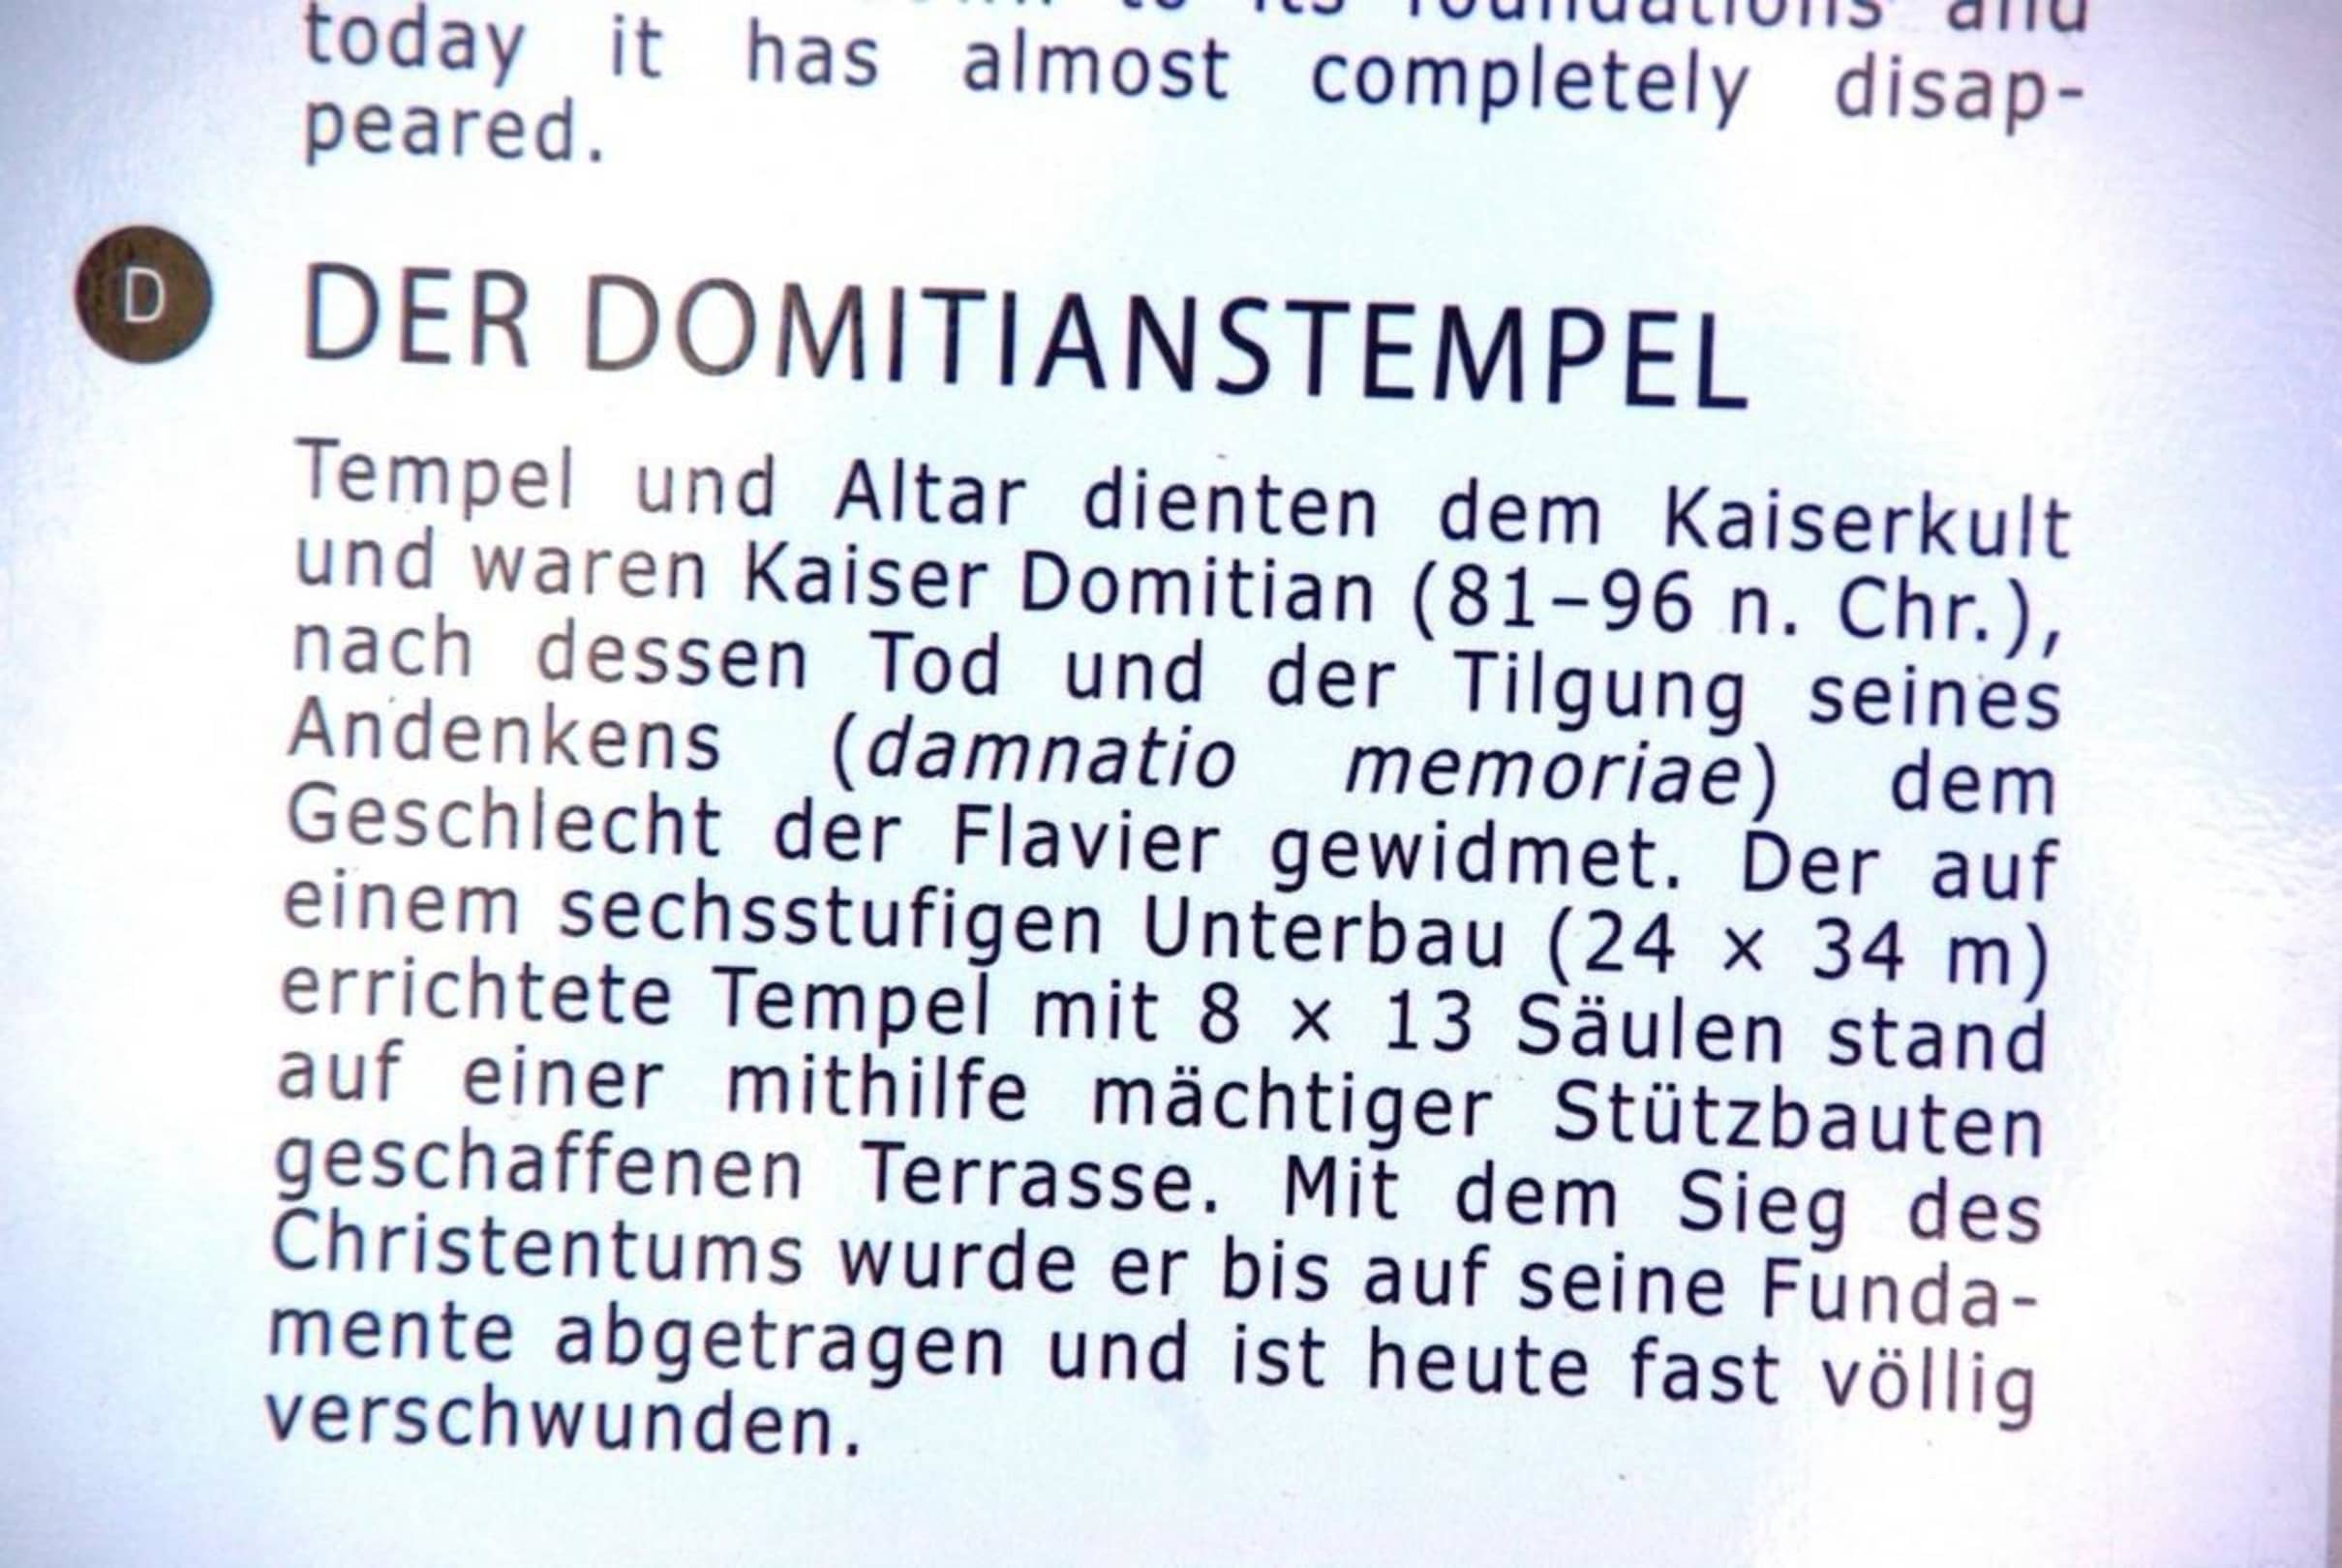 to its foundations and
today it has almost completely disap-
peared.
D
DER DOMITIANSTEMPEL
Tempel und Altar dienten dem Kaiserkult
und waren Kaiser Domitian (81–96 n. Chr.),
nach dessen Tod und der Tilgung seines
Andenkens (damnatio memoriae) dem
Geschlecht der Flavier gewidmet. Der auf
einem sechsstufigen Unterbau (24 × 34 m)
errichtete Tempel mit 8 × 13 Säulen stand
auf einer mithilfe mächtiger Stützbauten
geschaffenen Terrasse. Mit dem Sieg des
Christentums wurde er bis auf seine Funda-
mente abgetragen und ist heute fast völlig
verschwunden.